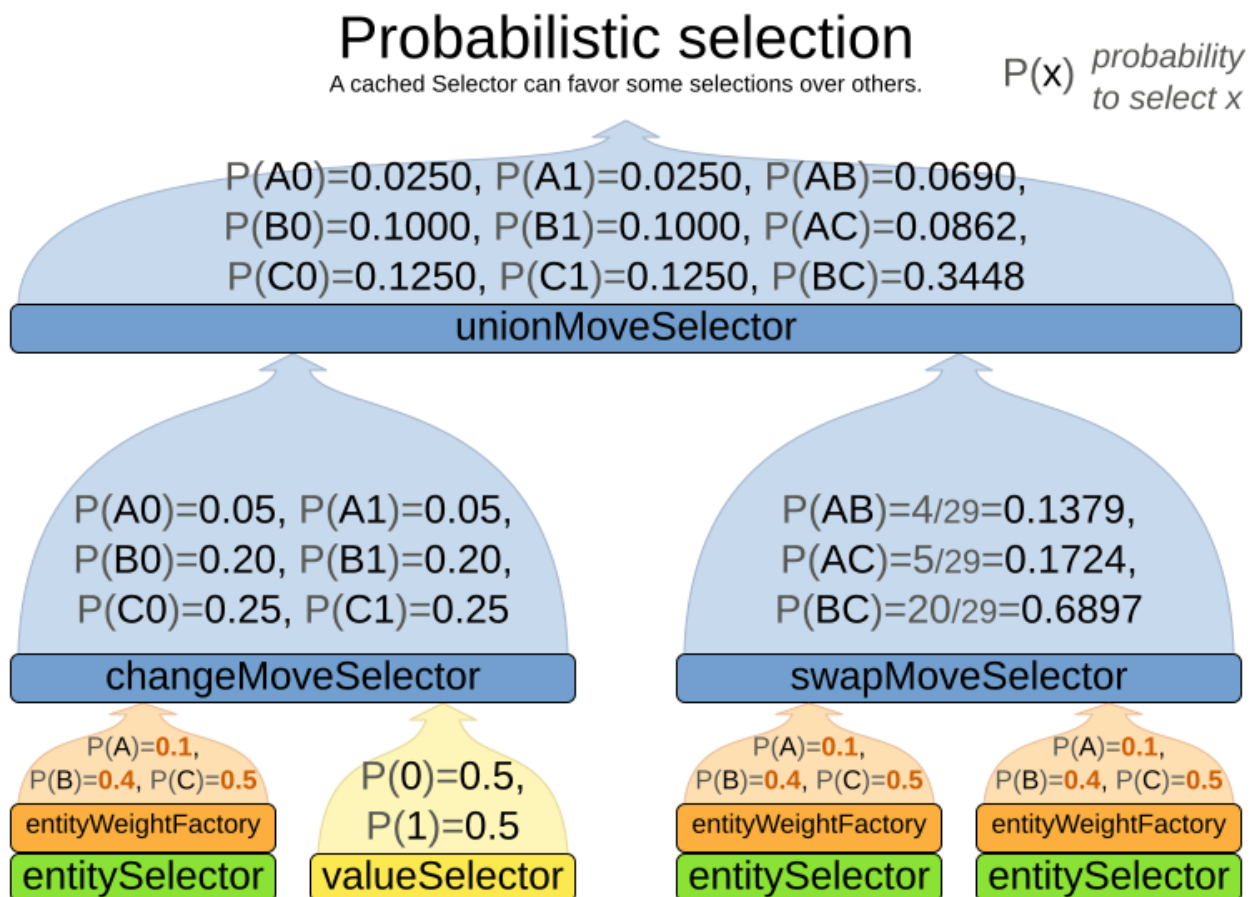 Probabilistic selection
A cached Selector can favor some selections over others.
P(x) probability
to select x
P(A0)=0.0250, P(A1)=0.0250, P(AB)=0.0690,
P(B0)=0.1000, P(B1)=0.1000, P(AC)=0.0862,
P(C0)=0.1250, P(C1)=0.1250, P(BC)=0.3448
unionMoveSelector
P(A0)=0.05, P(A1)=0.05,
P(B0)=0.20, P(B1)=0.20,
P(C0)=0.25, P(C1)=0.25
changeMoveSelector
P(AB)=4/29=0.1379,
P(AC)=5/29=0.1724,
P(BC)=20/29=0.6897
swapMoveSelector
P(A)=0.1,
P(B)=0.4, P(C)=0.5
entityWeightFactory
entitySelector
P(0)=0.5,
P(1)=0.5
valueSelector
P(A)=0.1,
P(B)=0.4, P(C)=0.5
entityWeightFactory
entitySelector
P(A)=0.1,
P(B)=0.4, P(C)=0.5
entityWeightFactory
entitySelector